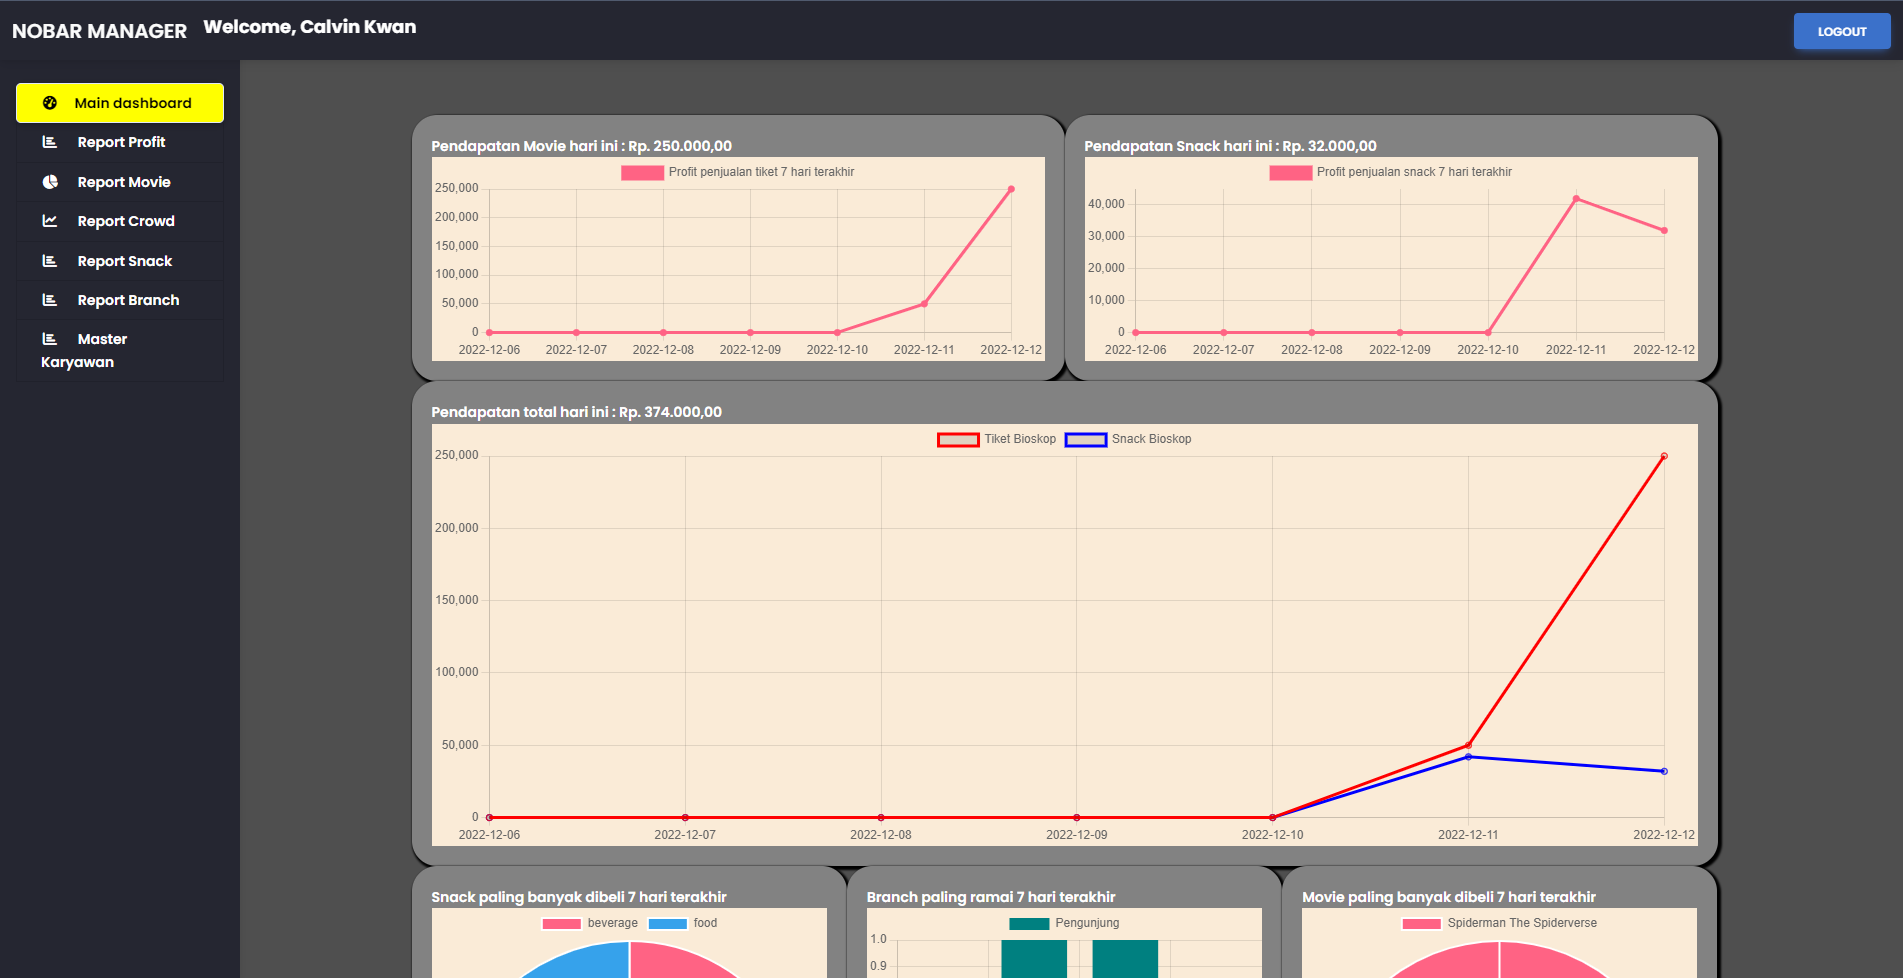 NOBAR MANAGER
Welcome, Calvin Kwan
LOGOUT
Main dashboard
Report Profit
Report Movie
Report Crowd
Report Snack
Report Branch
Master
Karyawan
Pendapatan Movie hari ini : Rp. 250.000,00
Profit penjualan tiket 7 hari terakhir
250,000
200,000
150,000
100,000
50,000
0
2022-12-06 2022-12-07 2022-12-08 2022-12-09 2022-12-10 2022-12-11 2022-12-12
Pendapatan Snack hari ini : Rp. 32.000,00
Profit penjualan snack 7 hari terakhir
40,000
30,000
20,000
10,000
0
2022-12-06 2022-12-07 2022-12-08 2022-12-09 2022-12-10 2022-12-11 2022-12-12
Pendapatan total hari ini : Rp. 374.000,00
Tiket Bioskop Snack Bioskop
250,000
200,000
150,000
100,000
50,000
0
2022-12-06 2022-12-07 2022-12-08 2022-12-09 2022-12-10 2022-12-11 2022-12-12
Snack paling banyak dibeli 7 hari terakhir
beverage food
Branch paling ramai 7 hari terakhir
Pengunjung
1.0
0.9
Movie paling banyak dibeli 7 hari terakhir
Spiderman The Spiderverse